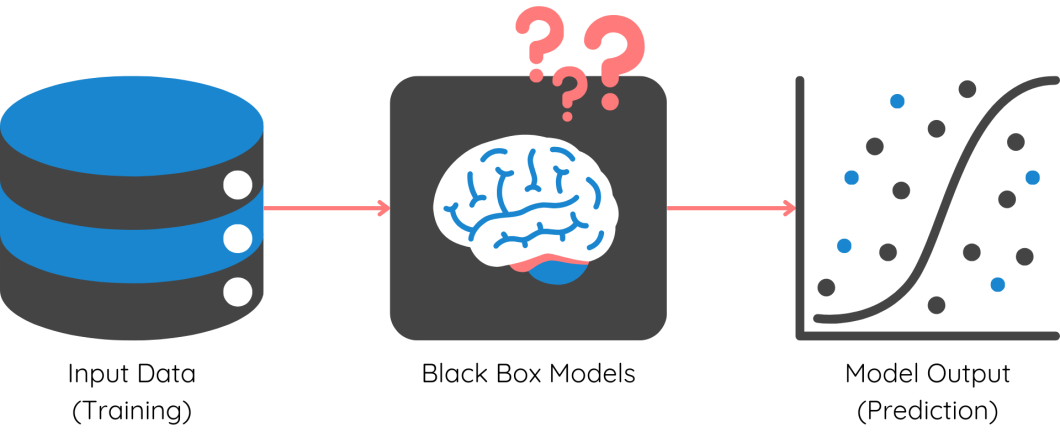 ? ? ?
Input Data
(Training)
Black Box Models
Model Output
(Prediction)